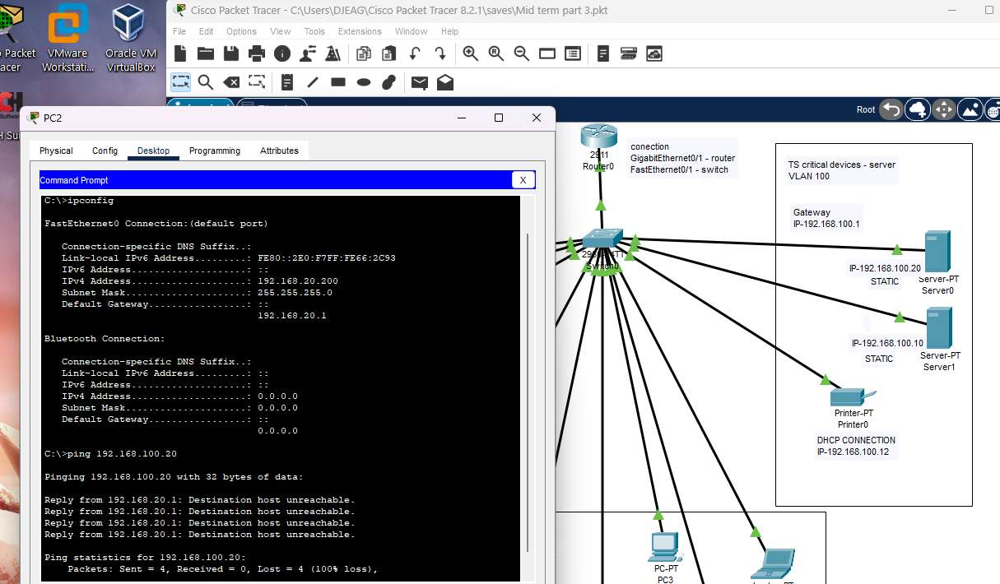 Cisco Packet Tracer - C:\Users\DJEAG\Cisco Packet Tracer 8.2.1\saves\Mid term part 3.pkt
File Edit Options View Tools Extensions Window Help
Packet
VMware
Workstati...
Oracle VM
VirtualBox
Root
PC2
Physical Config Desktop Programming Attributes
Command Prompt
X
C:\>ipconfig
FastEthernet0 Connection:(default port)
Connection-specific DNS Suffix..:
Link-local IPv6 Address.........: FE80::2E0:F7FF:FE66:2C93
IPv6 Address....................: ::
IPv4 Address....................: 192.168.20.200
Subnet Mask.....................: 255.255.255.0
Default Gateway.................: ::
192.168.20.1
Bluetooth Connection:
Connection-specific DNS Suffix..:
Link-local IPv6 Address.........: ::
IPv6 Address....................: ::
IPv4 Address....................: 0.0.0.0
Subnet Mask.....................: 0.0.0.0
Default Gateway.................: ::
0.0.0.0
C:\>ping 192.168.100.20
Pinging 192.168.100.20 with 32 bytes of data:
Reply from 192.168.20.1: Destination host unreachable.
Reply from 192.168.20.1: Destination host unreachable.
Reply from 192.168.20.1: Destination host unreachable.
Reply from 192.168.20.1: Destination host unreachable.
Ping statistics for 192.168.100.20:
Packets: Sent = 4, Received = 0, Lost = 4 (100% loss),
2911
Router0
conection
GigabitEthernet0/1 - router
FastEthernet0/1 - switch
Switch0
TS critical devices - server
VLAN 100
Gateway
IP-192.168.100.1
IP-192.168.100.20
STATIC
Server-PT
Server0
IP-192.168.100.10
STATIC
Server-PT
Server1
Printer-PT
Printer0
DHCP CONNECTION
IP-192.168.100.12
PC-PT
PC3